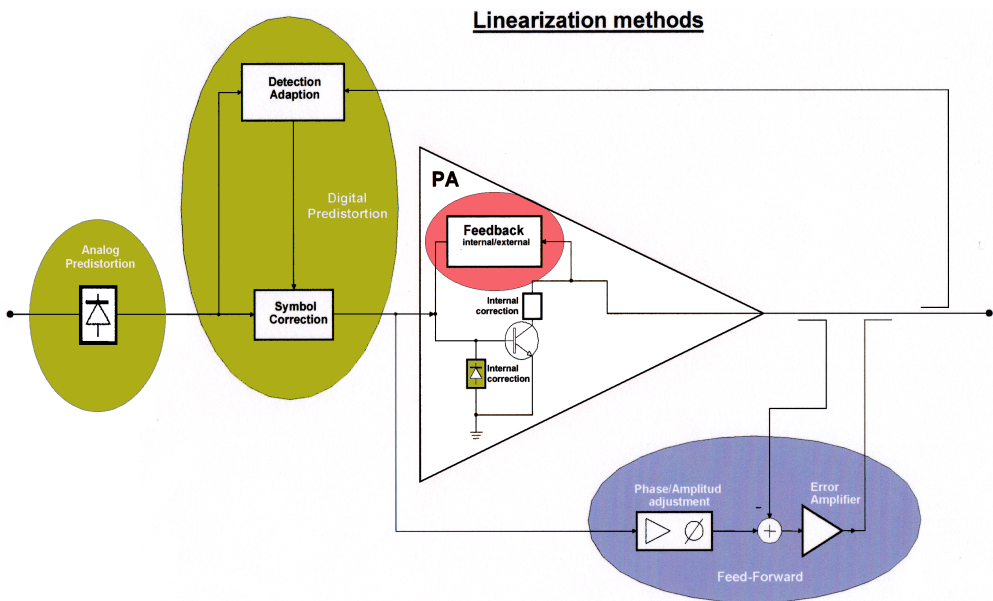 Linearization methods
Detection
Adaption
Digital
Predistortion
Analog
Predistortion
Symbol
Correction
PA
Feedback
internal/external
Internal
correction
Internal
correction
Phase/Amplitud
adjustment
Error
Amplifier
-
+
Feed-Forward